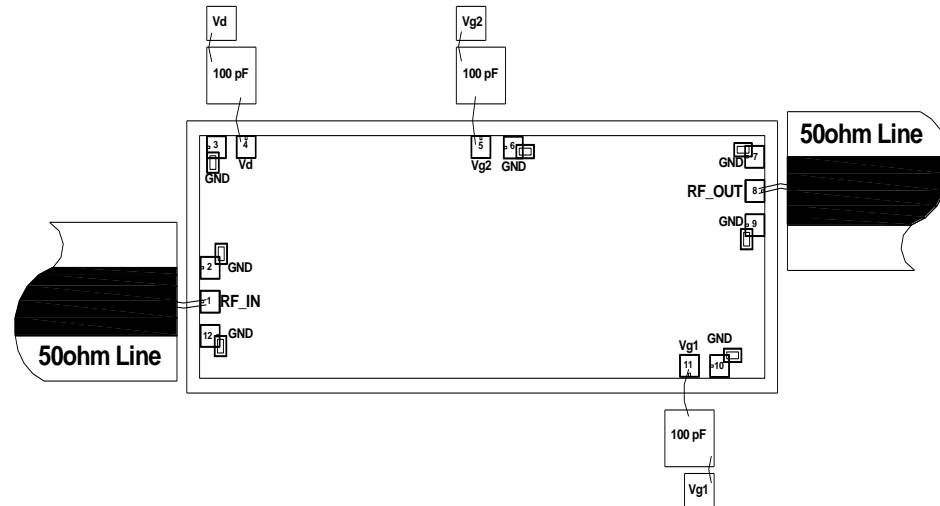 Vd
Vg2
100 pF
100 pF
50ohm Line
3
4
5
6
7
GND
Vd
Vg2
GND
GND
RF_OUT
8
GND
9
2
GND
1
RF_IN
12
GND
50ohm Line
Vg1
GND
11
10
100 pF
Vg1